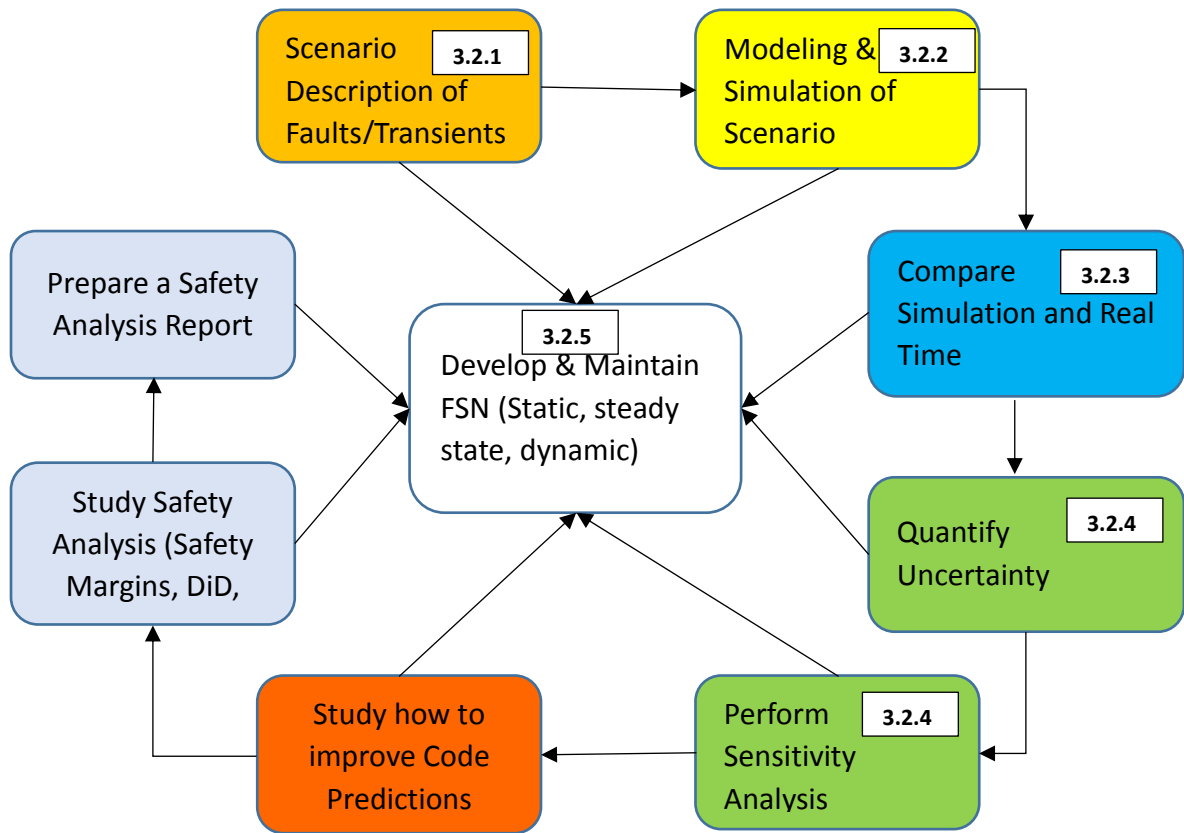 Scenario
3.2.1
Description of
Faults/Transients
Modeling &
3.2.2
Simulation of
Scenario
Compare
3.2.3
Simulation and Real
Time
Quantify
3.2.4
Uncertainty
Perform
3.2.4
Sensitivity
Analysis
Study how to
improve Code
Predictions
Study Safety
Analysis (Safety
Margins, DiD,
Prepare a Safety
Analysis Report
3.2.5
Develop & Maintain
FSN (Static, steady
state, dynamic)